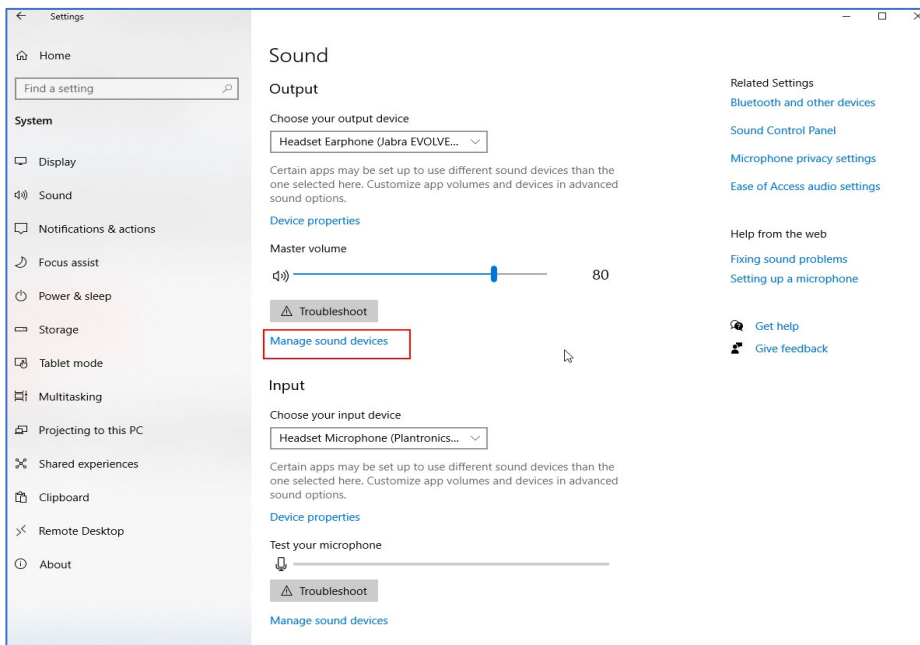 Settings
Home
Find a setting
System
Display
Sound
Notifications & actions
Focus assist
Power & sleep
Storage
Tablet mode
Multitasking
Projecting to this PC
Shared experiences
Clipboard
Remote Desktop
About
Sound
Output
Choose your output device
Headset Earphone (Jabra EVOLVE...
Certain apps may be set up to use different sound devices than the
one selected here. Customize app volumes and devices in advanced
sound options.
Device properties
Master volume
80
Troubleshoot
Manage sound devices
Input
Choose your input device
Headset Microphone (Plantronics...
Certain apps may be set up to use different sound devices than the
one selected here. Customize app volumes and devices in advanced
sound options.
Device properties
Test your microphone
Troubleshoot
Manage sound devices
Related Settings
Bluetooth and other devices
Sound Control Panel
Microphone privacy settings
Ease of Access audio settings
Help from the web
Fixing sound problems
Setting up a microphone
Get help
Give feedback